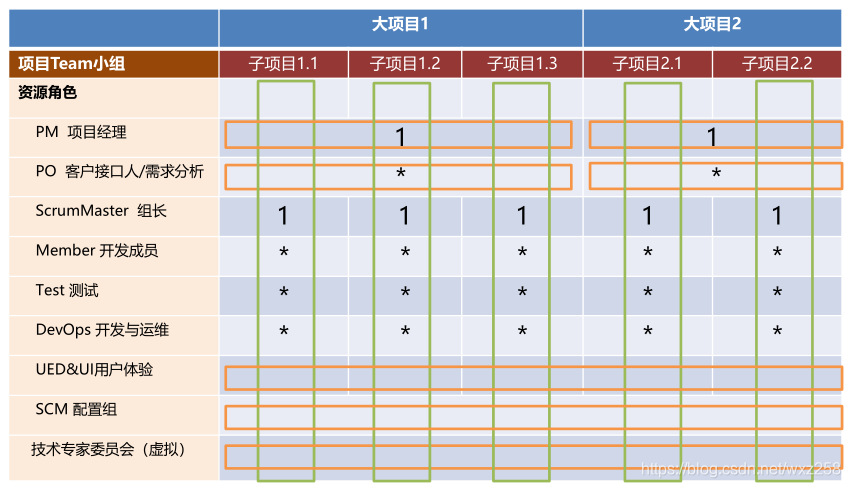 大项目1 大项目2
项目Team小组 子项目1.1 子项目1.2 子项目1.3 子项目2.1 子项目2.2
资源角色
PM 项目经理 1 1
PO 客户接口人/需求分析 * *
ScrumMaster 组长 1 1 1 1 1
Member 开发成员 * * * * *
Test 测试 * * * * *
DevOps 开发与运维 * * * * *
UED&UI用户体验
SCM 配置组
技术专家委员会（虚拟）
https://blog.csdn.net/wxz258